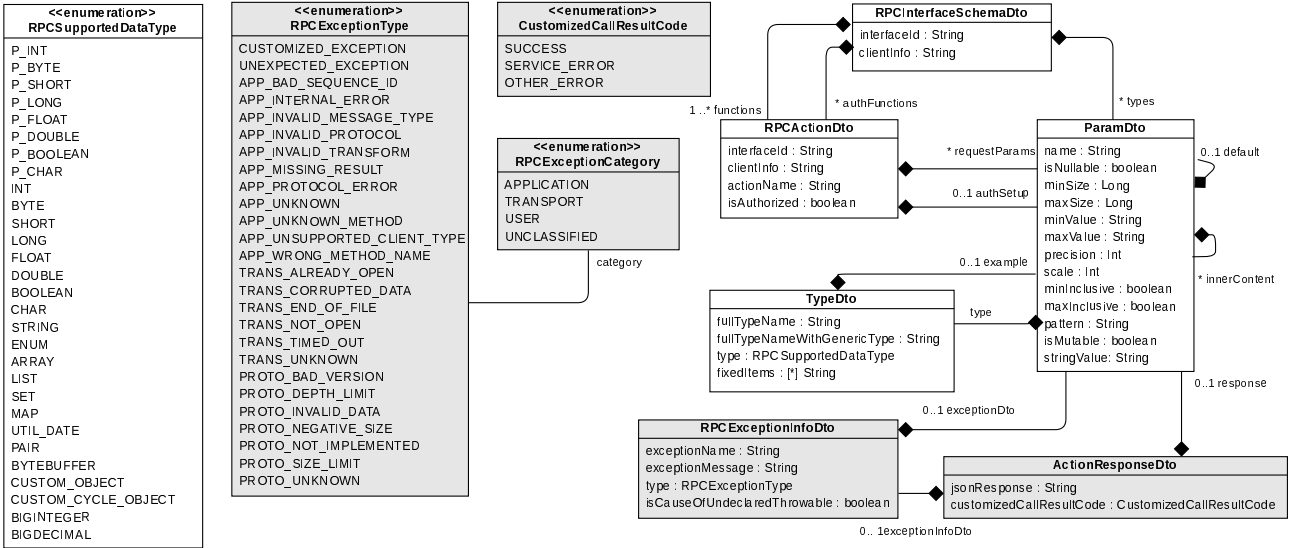 <<enumeration>>
RPCSupportedDataType
P_INT
P_BYTE
P_SHORT
P_LONG
P_FLOAT
P_DOUBLE
P_BOOLEAN
P_CHAR
INT
BYTE
SHORT
LONG
FLOAT
DOUBLE
BOOLEAN
CHAR
STRING
ENUM
ARRAY
LIST
SET
MAP
UTIL_DATE
PAIR
BYTEBUFFER
CUSTOM_OBJECT
CUSTOM_CYCLE_OBJECT
BIGINTEGER
BIGDECIMAL
<<enumeration>>
RPCExceptionType
CUSTOMIZED_EXCEPTION
UNEXPECTED_EXCEPTION
APP_BAD_SEQUENCE_ID
APP_INTERNAL_ERROR
APP_INVALID_MESSAGE_TYPE
APP_INVALID_PROTOCOL
APP_INVALID_TRANSFORM
APP_MISSING_RESULT
APP_PROTOCOL_ERROR
APP_UNKNOWN
APP_UNKNOWN_METHOD
APP_UNSUPPORTED_CLIENT_TYPE
APP_WRONG_METHOD_NAME
TRANS_ALREADY_OPEN
TRANS_CORRUPTED_DATA
TRANS_END_OF_FILE
TRANS_NOT_OPEN
TRANS_TIMED_OUT
TRANS_UNKNOWN
PROTO_BAD_VERSION
PROTO_DEPTH_LIMIT
PROTO_INVALID_DATA
PROTO_NEGATIVE_SIZE
PROTO_NOT_IMPLEMENTED
PROTO_SIZE_LIMIT
PROTO_UNKNOWN
<<enumeration>>
CustomizedCallResultCode
SUCCESS
SERVICE_ERROR
OTHER_ERROR
<<enumeration>>
RPCExceptionCategory
APPLICATION
TRANSPORT
USER
UNCLASSIFIED
category
RPCInterfaceSchemaDto
interfaceId : String
clientInfo : String
1 ..* functions
* authFunctions
* types
RPCActionDto
interfaceId : String
clientInfo : String
actionName : String
isAuthorized : boolean
* requestParams
0..1 authSetup
ParamDto
name : String
isNullable : boolean
minSize : Long
maxSize : Long
minValue : String
maxValue : String
precision : Int
scale : Int
minInclusive : boolean
maxInclusive : boolean
pattern : String
isMutable : boolean
stringValue: String
0..1 default
* innerContent
0..1 example
type
TypeDto
fullTypeName : String
fullTypeNameWithGenericType : String
type : RPCSupportedDataType
fixedItems : [*] String
0..1 response
0..1 exceptionDto
RPCExceptionInfoDto
exceptionName : String
exceptionMessage : String
type : RPCExceptionType
isCauseOfUndeclaredThrowable : boolean
ActionResponseDto
jsonResponse : String
customizedCallResultCode : CustomizedCallResultCode
0.. 1exceptionInfoDto